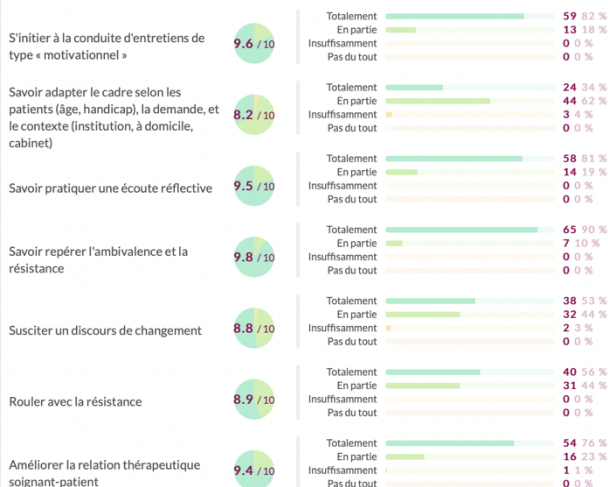 S'initier à la conduite d'entretiens de
type « motivationnel »
9.6 / 10
Totalement 59 82 %
En partie 13 18 %
Insuffisamment 0 0 %
Pas du tout 0 0 %
Savoir adapter le cadre selon les
patients (âge, handicap), la demande, et
le contexte (institution, à domicile,
cabinet)
8.2 / 10
Totalement 24 34 %
En partie 44 62 %
Insuffisamment 3 4 %
Pas du tout 0 0 %
Savoir pratiquer une écoute réflective
9.5 / 10
Totalement 58 81 %
En partie 14 19 %
Insuffisamment 0 0 %
Pas du tout 0 0 %
Savoir repérer l'ambivalence et la
résistance
9.8 / 10
Totalement 65 90 %
En partie 7 10 %
Insuffisamment 0 0 %
Pas du tout 0 0 %
Susciter un discours de changement
8.8 / 10
Totalement 38 53 %
En partie 32 44 %
Insuffisamment 2 3 %
Pas du tout 0 0 %
Rouler avec la résistance
8.9 / 10
Totalement 40 56 %
En partie 31 44 %
Insuffisamment 0 0 %
Pas du tout 0 0 %
Améliorer la relation thérapeutique
soignant-patient
9.4 / 10
Totalement 54 76 %
En partie 16 23 %
Insuffisamment 1 1 %
Pas du tout 0 0 %